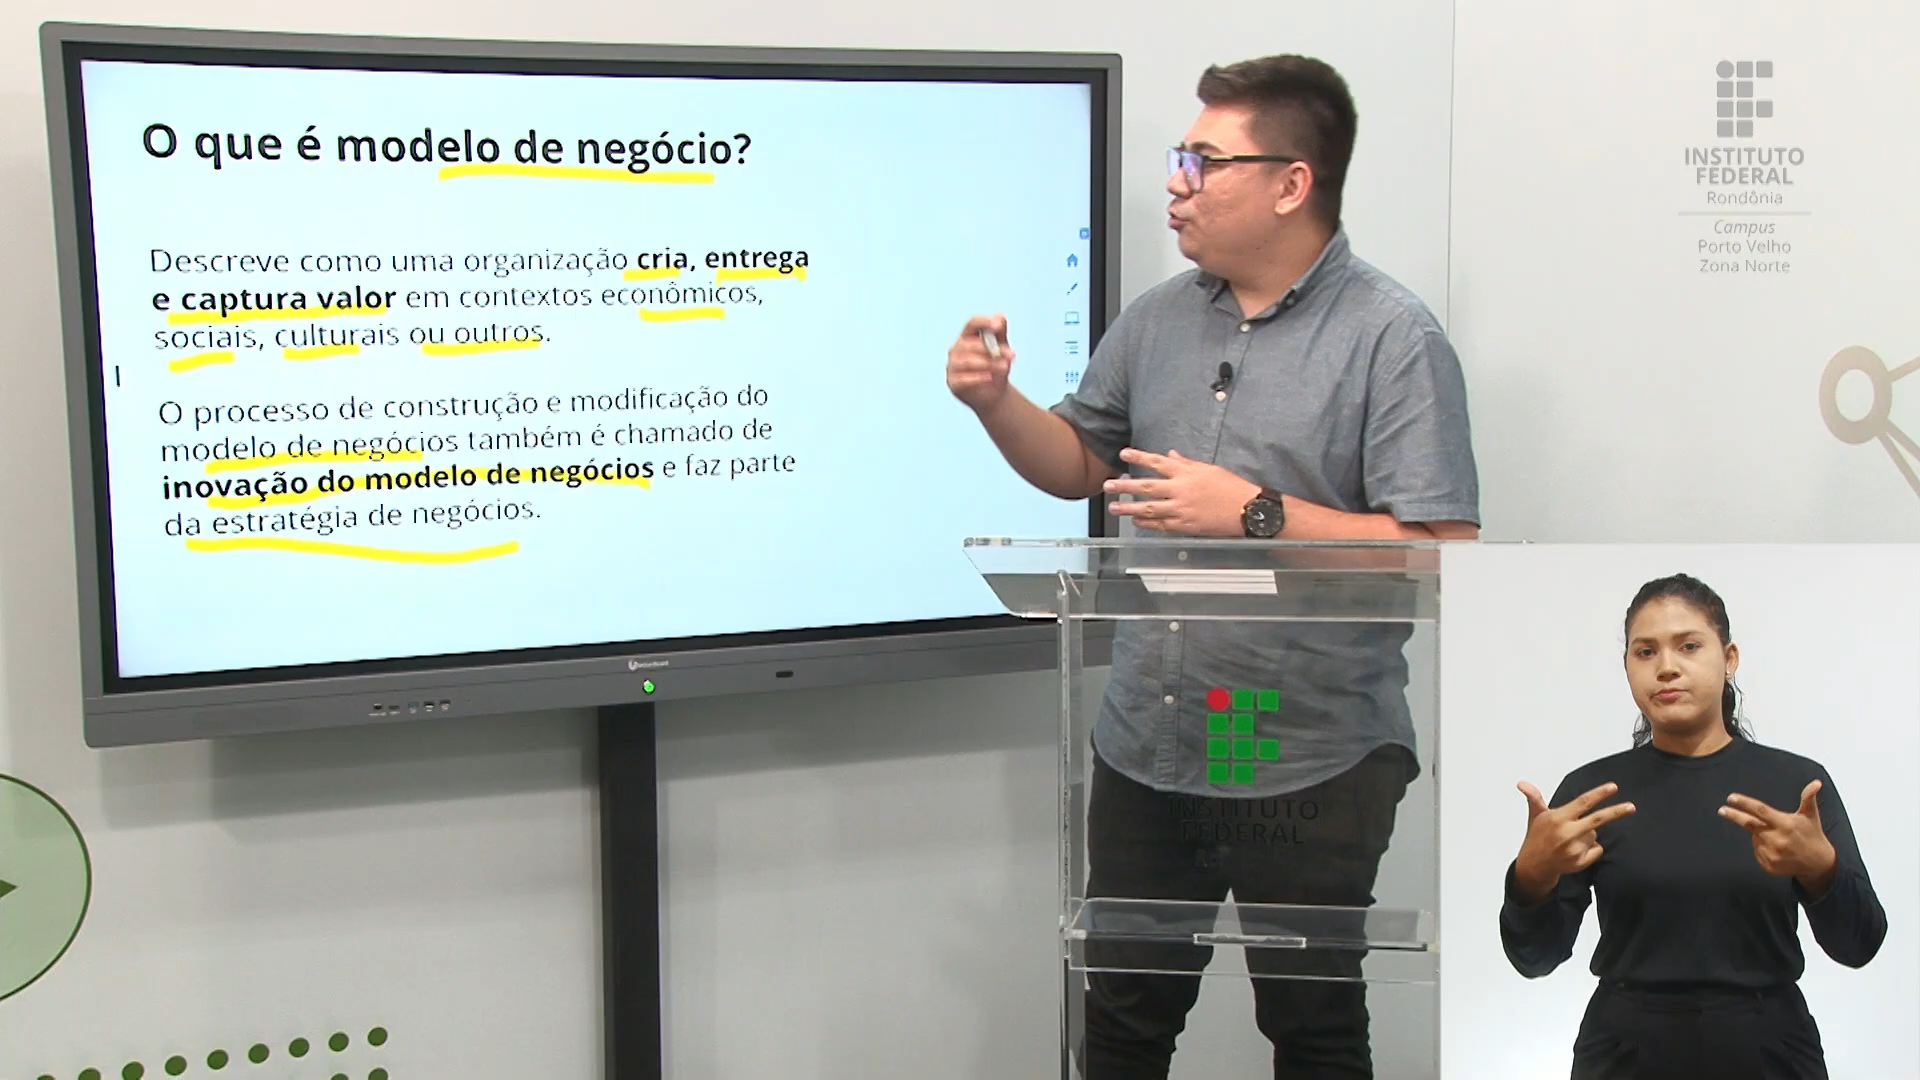 O que é modelo de negócio?
Descreve como uma organização cria, entrega
e captura valor em contextos econômicos,
sociais, culturais ou outros.
O processo de construção e modificação do
modelo de negócios também é chamado de
inovação do modelo de negócios e faz parte
da estratégia de negócios.
INSTITUTO
FEDERAL
Rondônia
Campus
Porto Velho
Zona Norte
INSTITUTO
FEDERAL